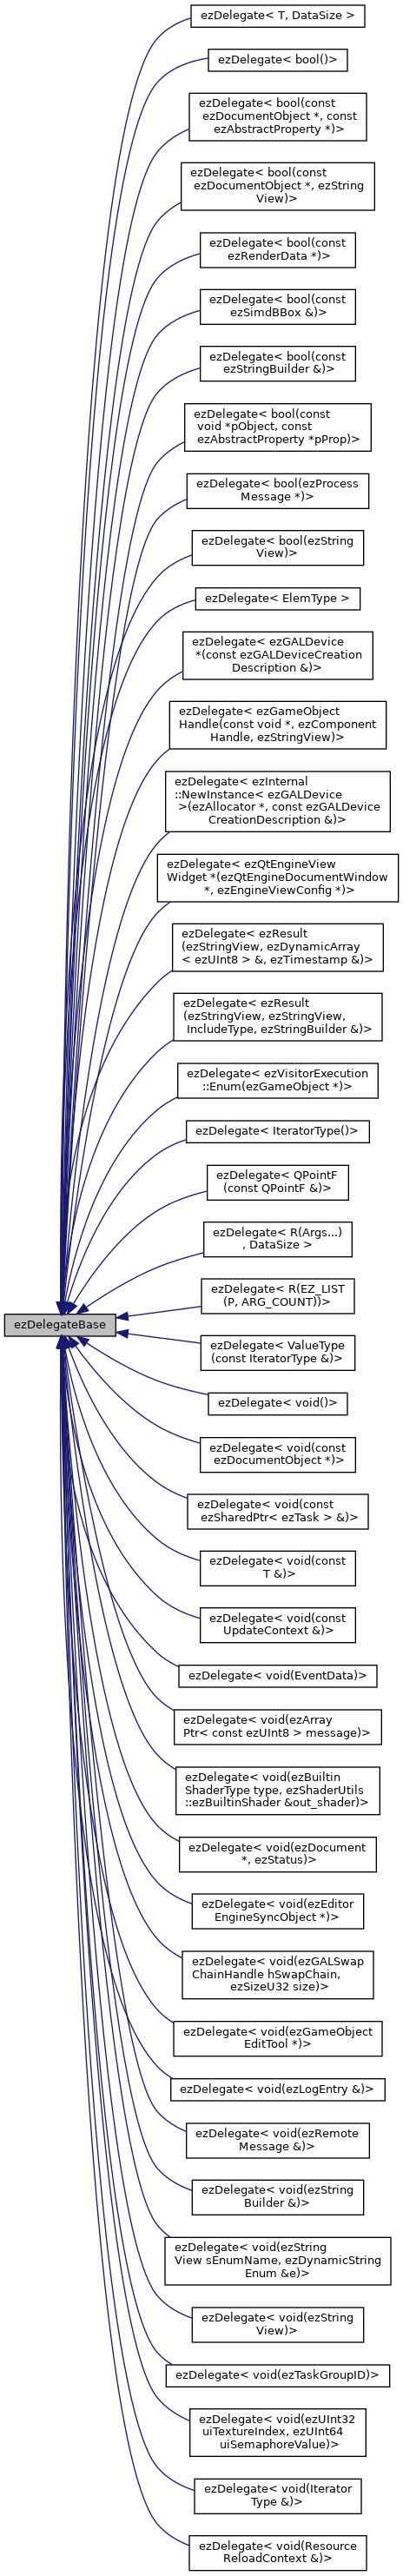 ezDelegate< T, DataSize >
ezDelegate< bool()>
ezDelegate< bool(const
ezDocumentObject *, const
ezAbstractProperty *)>
ezDelegate< bool(const
ezDocumentObject *, ezString
View)>
ezDelegate< bool(const
ezRenderData *)>
ezDelegate< bool(const
ezSimdBBox &)>
ezDelegate< bool(const
ezStringBuilder &)>
ezDelegate< bool(const
void *pObject, const
ezAbstractProperty *pProp)>
ezDelegate< bool(ezProcess
Message *)>
ezDelegate< bool(ezString
View)>
ezDelegate< ElemType >
ezDelegate< ezGALDevice
*(const ezGALDeviceCreation
Description &)>
ezDelegate< ezGameObject
Handle(const void *, ezComponent
Handle, ezStringView)>
ezDelegate< ezInternal
::NewInstance< ezGALDevice
>(ezAllocator *, const ezGALDevice
CreationDescription &)>
ezDelegate< ezQtEngineView
Widget *(ezQtEngineDocumentWindow
*, ezEngineViewConfig *)>
ezDelegate< ezResult
(ezStringView, ezDynamicArray
< ezUInt8 > &, ezTimestamp &)>
ezDelegate< ezResult
(ezStringView, ezStringView,
IncludeType, ezStringBuilder &)>
ezDelegate< ezVisitorExecution
::Enum(ezGameObject *)>
ezDelegate< IteratorType()>
ezDelegate< QPointF
(const QPointF &)>
ezDelegate< R(Args...)
, DataSize >
ezDelegate< R(EZ_LIST
(P, ARG_COUNT))>
ezDelegateBase
ezDelegate< ValueType
(const IteratorType &)>
ezDelegate< void()>
ezDelegate< void(const
ezDocumentObject *)>
ezDelegate< void(const
ezSharedPtr< ezTask > &)>
ezDelegate< void(const
T &)>
ezDelegate< void(const
UpdateContext &)>
ezDelegate< void(EventData)>
ezDelegate< void(ezArray
Ptr< const ezUInt8 > message)>
ezDelegate< void(ezBuiltin
ShaderType type, ezShaderUtils
::ezBuiltinShader &out_shader)>
ezDelegate< void(ezDocument
*, ezStatus)>
ezDelegate< void(ezEditor
EngineSyncObject *)>
ezDelegate< void(ezGALSwap
ChainHandle hSwapChain,
ezSizeU32 size)>
ezDelegate< void(ezGameObject
EditTool *)>
ezDelegate< void(ezLogEntry &)>
ezDelegate< void(ezRemote
Message &)>
ezDelegate< void(ezString
Builder &)>
ezDelegate< void(ezString
View sEnumName, ezDynamicString
Enum &e)>
ezDelegate< void(ezString
View)>
ezDelegate< void(ezTaskGroupID)>
ezDelegate< void(ezUInt32
uiTextureIndex, ezUInt64
uiSemaphoreValue)>
ezDelegate< void(Iterator
Type &)>
ezDelegate< void(Resource
ReloadContext &)>